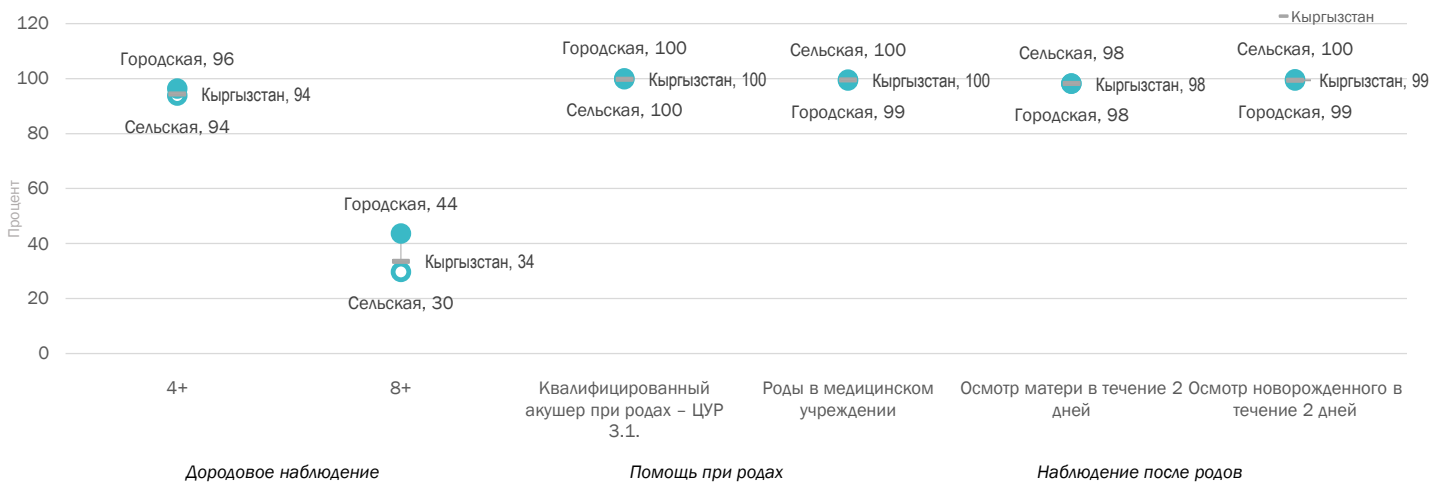 Кыргызстан
120
100
80
60
40
20
0
Процент
Городская, 96
Кыргызстан, 94
Сельская, 94
Городская, 44
Кыргызстан, 34
Сельская, 30
Городская, 100
Кыргызстан, 100
Сельская, 100
Сельская, 100
Кыргызстан, 100
Городская, 99
Сельская, 98
Кыргызстан, 98
Городская, 98
Сельская, 100
Кыргызстан, 99
Городская, 99
4+
8+
Квалифицированный
акушер при родах – ЦУР
3.1.
Роды в медицинском
учреждении
Осмотр матери в течение 2
дней
Осмотр новорожденного в
течение 2 дней
Дородовое наблюдение
Помощь при родах
Наблюдение после родов